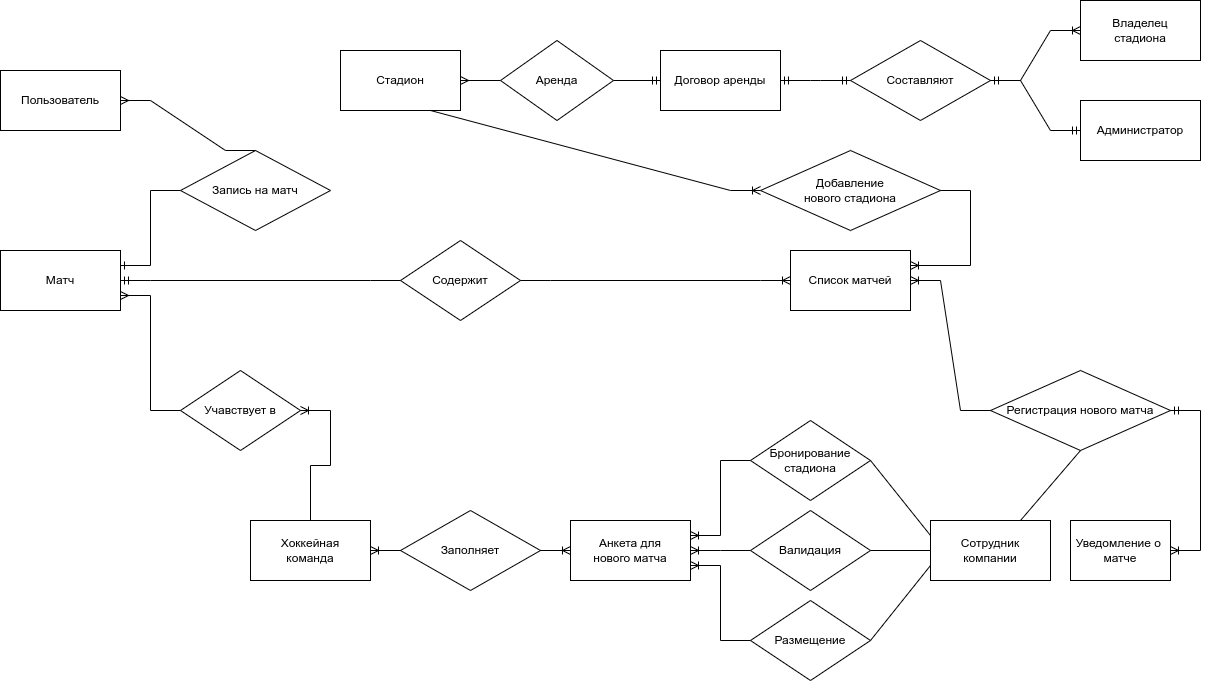 Владелец
стадиона
Стадион
Аренда
Договор аренды
Составляют
Пользователь
Администратор
Запись на матч
Добавление
нового стадиона
Матч
Содержит
Список матчей
Учавствует в
Регистрация нового матча
Бронирование
стадиона
Хоккейная
команда
Заполняет
Анкета для
нового матча
Валидация
Сотрудник
компании
Уведомление о
матче
Размещение